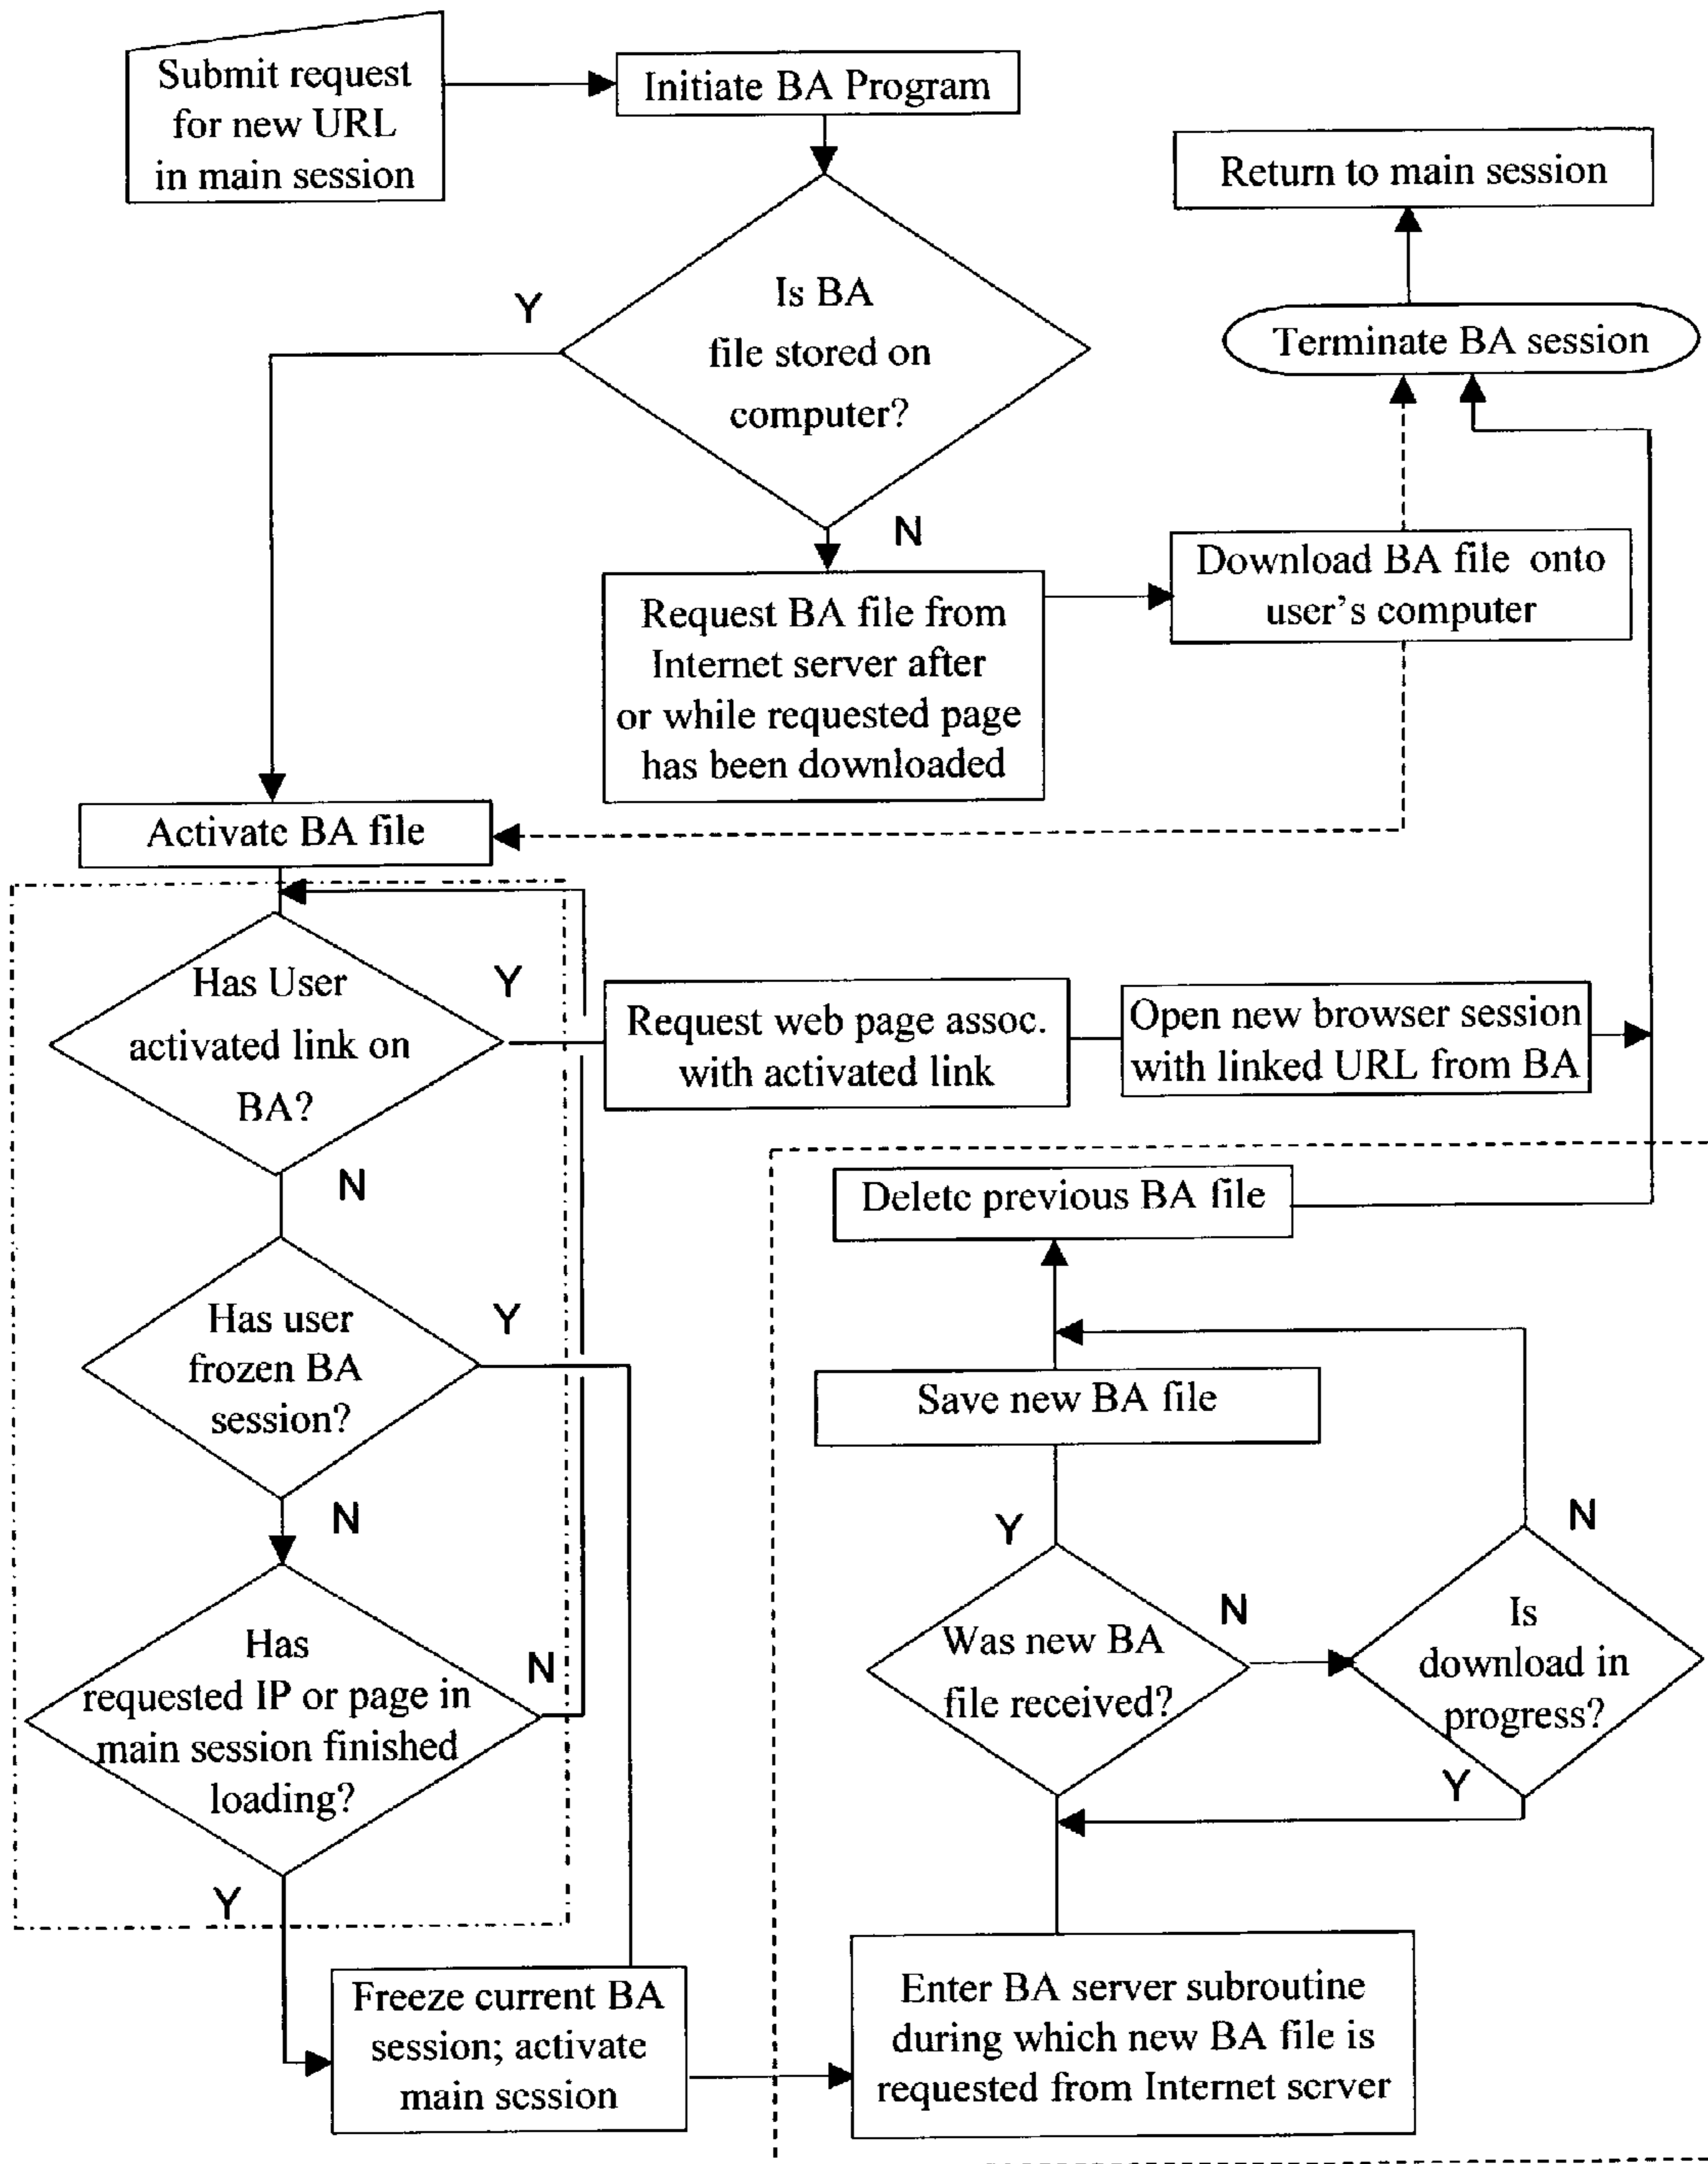 Submit request
for new URL
in main session
Initiate BA Program
Return to main session
Is BA
file stored on
computer?
Y
N
Terminate BA session
Request BA file from
Internet server after
or while requested page
has been downloaded
Download BA file onto
user's computer
Activate BA file
Has User
activated link on
BA?
Y
N
Request web page assoc.
with activated link
Open new browser session
with linked URL from BA
Has user
frozen BA
session?
Y
N
Has
requested IP or page in
main session finished
loading?
N
Y
Freeze current BA
session; activate
main session
Delete previous BA file
Save new BA file
Y
Was new BA
file received?
N
Is
download in
progress?
N
Y
Enter BA server subroutine
during which new BA file is
requested from Internet server